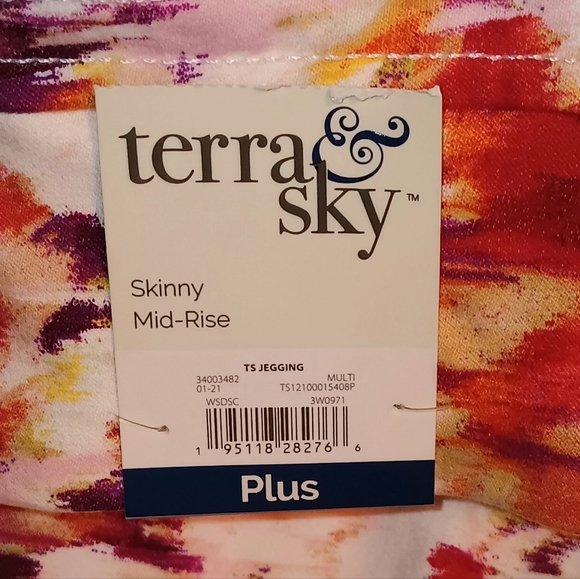 terra &
sky™
Skinny
Mid-Rise
TS JEGGING
34003482 MULTI
01-21 TS12100015408P
WSDSC 3W0971
1 95118 28276 6
Plus